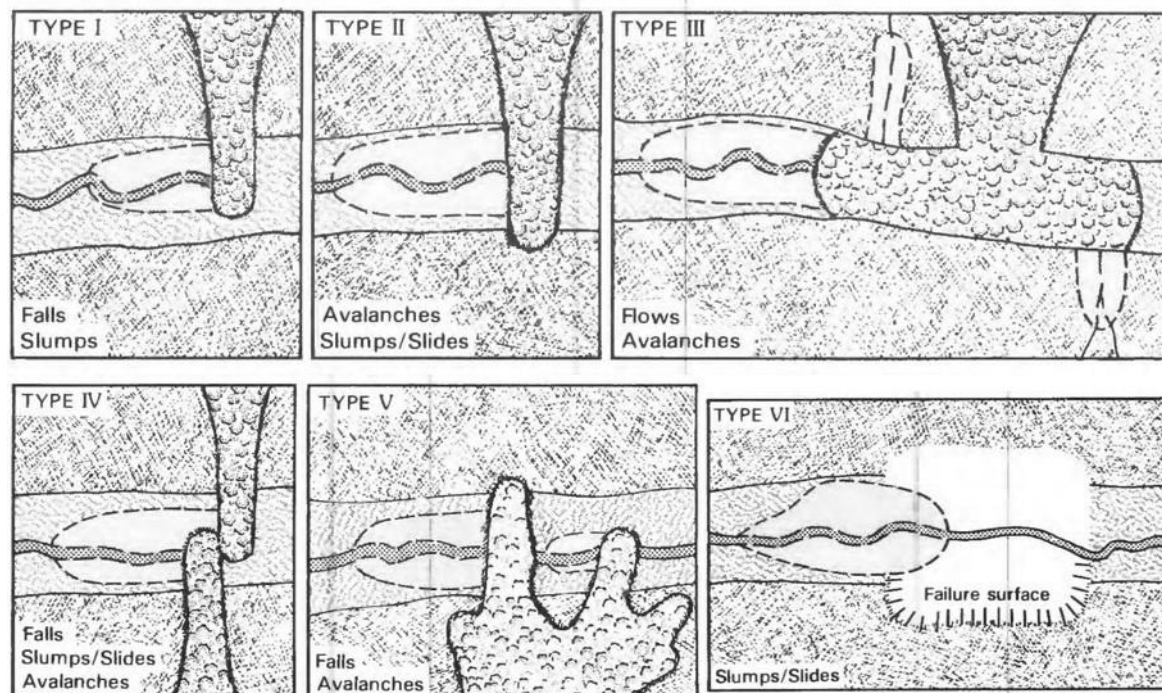 TYPE I
Falls
Slumps
TYPE II
Avalanches
Slumps/Slides
TYPE III
Flows
Avalanches
TYPE IV
Falls
Slumps/Slides
Avalanches
TYPE V
Falls
Avalanches
TYPE VI
Failure surface
Slumps/Slides